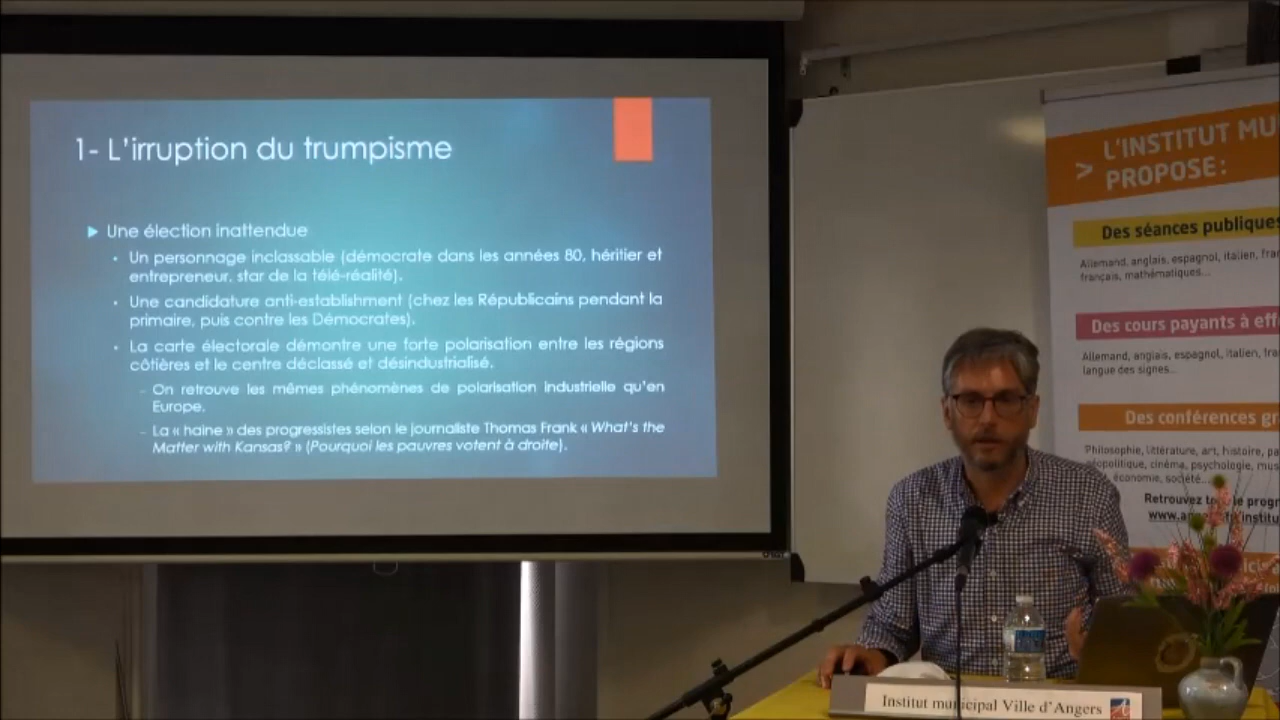 1- L'irruption du trumpisme
Une élection inattendue
Un personnage inclassable (démocrate dans les années 80, héritier et
entrepreneur, star de la télé-réalité).
Une candidature anti-establishment (chez les Républicains pendant la
primaire, puis contre les Démocrates).
La carte électorale démontre une forte polarisation entre les régions
côtières et le centre déclassé et désindustrialisé.
On retrouve les mêmes phénomènes de polarisation industrielle qu'en
Europe.
La « haine » des progressistes selon le journaliste Thomas Frank « What's the
Matter with Kansas? » (Pourquoi les pauvres votent à droite).
> L'INSTITUT MU
PROPOSE :
Des séances publiques
Allemand, anglais, espagnol, italien,
français, mathématiques...
Des cours payants à eff
Allemand, anglais, espagnol, italien,
langue des signes...
Des conférences gr
Philosophie, littérature, art, histoire,
géopolitique, cinéma, psychologie,
économie, société...
Retrouvez le progr
www.
Institut municipal Ville d'Angers